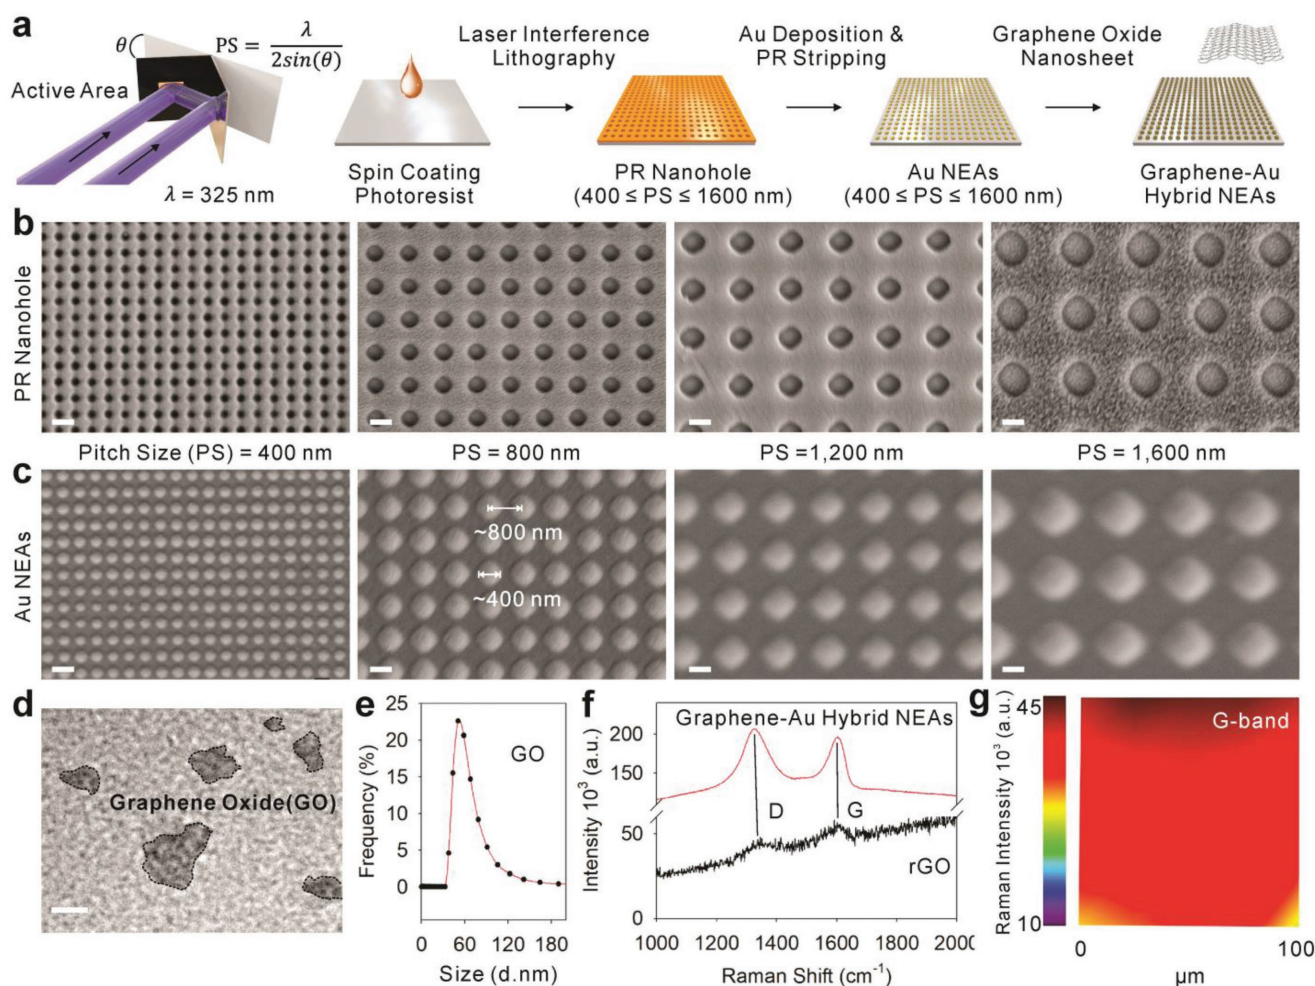 a
θ
PS = λ / 2sin(θ)
Active Area
λ = 325 nm
Spin Coating
Photoresist
Laser Interference
Lithography
PR Nanohole
(400 ≤ PS ≤ 1600 nm)
Au Deposition &
PR Stripping
Au NEAs
(400 ≤ PS ≤ 1600 nm)
Graphene Oxide
Nanosheet
Graphene-Au
Hybrid NEAs
b
PR Nanohole
Pitch Size (PS) = 400 nm
PS = 800 nm
PS =1,200 nm
PS = 1,600 nm
c
Au NEAs
~800 nm
~400 nm
d
Graphene Oxide(GO)
e
GO
Frequency (%)
25
20
15
10
5
0
0 60 120 180
Size (d.nm)
f
Graphene-Au Hybrid NEAs
Intensity 10³ (a.u.)
200
150
50
0
D
G
rGO
1000 1200 1400 1600 1800 2000
Raman Shift (cm⁻¹)
g
G-band
Raman Intenssity 10³ (a.u.)
45
10
0 100
μm